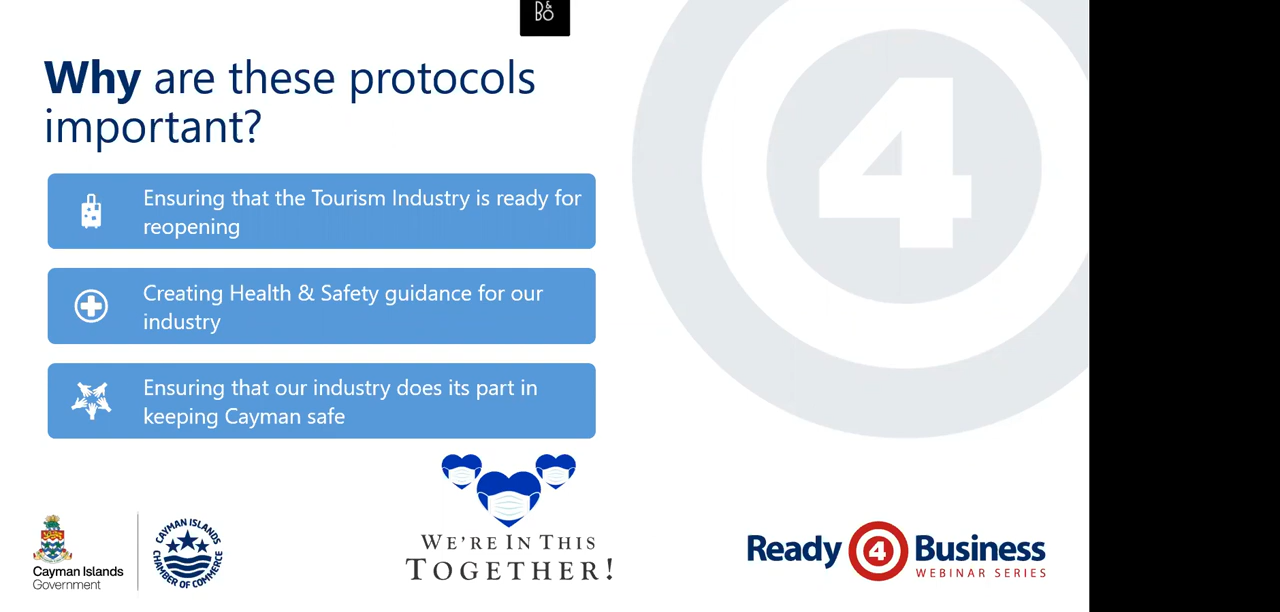 B&O
Why are these protocols
important?
4
Ensuring that the Tourism Industry is ready for
reopening
Creating Health & Safety guidance for our
industry
Ensuring that our industry does its part in
keeping Cayman safe
Cayman Islands
Government
CAYMAN ISLANDS
CHAMBER OF COMMERCE
WE'RE IN THIS
TOGETHER!
Ready 4 Business
WEBINAR SERIES